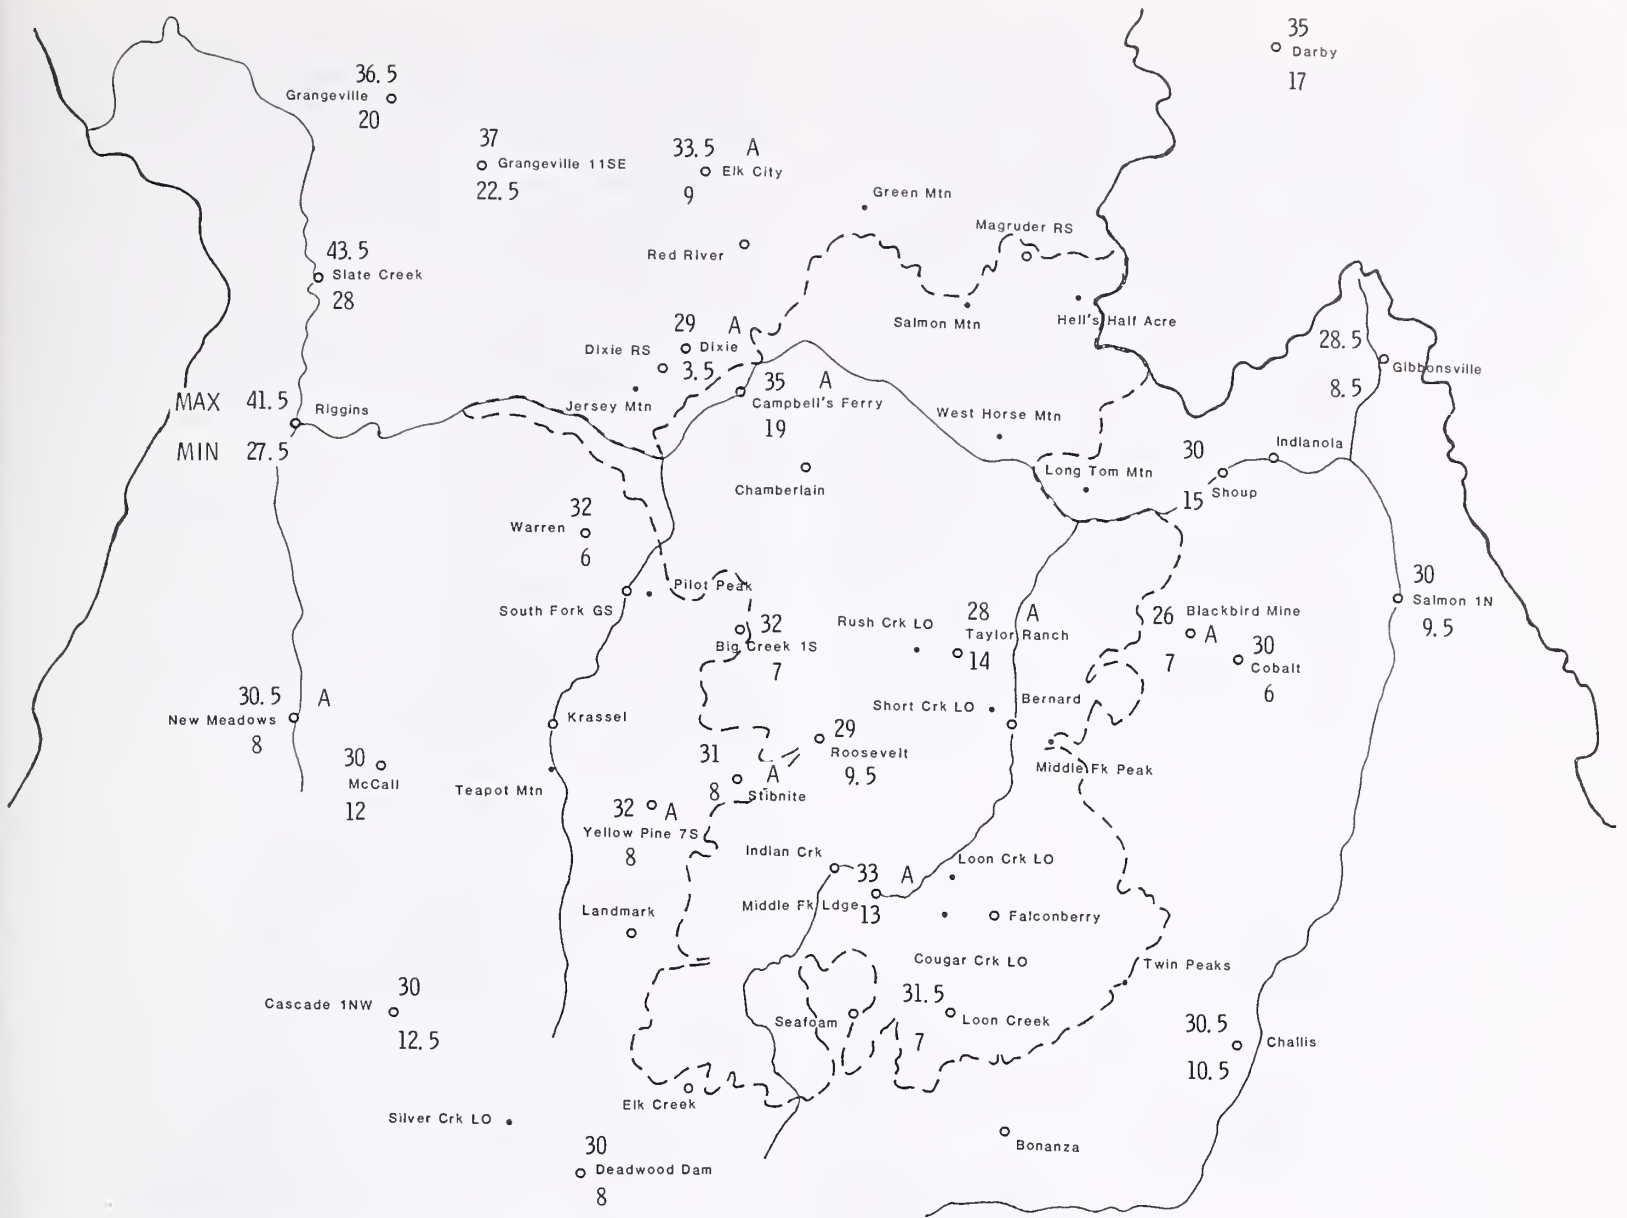 35
Darby
17
36.5
Grangeville
20
37
Grangeville 11SE
22.5
33.5 A
Elk City
9
Green Mtn
Magruder RS
Red River
43.5
Slate Creek
28
Salmon Mtn
Hell's Half Acre
29 A
Dixie RS
Dixie
3.5
28.5
Gibbonsville
8.5
35 A
Campbell's Ferry
19
Jersey Mtn
MAX 41.5
Riggins
MIN 27.5
West Horse Mtn
Indianola
30
Shoup
15
Long Tom Mtn
Chamberlain
32
Warren
6
Pilot Peak
South Fork GS
30
Salmon 1N
9.5
32
Big Creek 1S
7
Rush Crk LO
28 A
Taylor Ranch
14
26 Blackbird Mine
A
7
30
Cobalt
6
30.5 A
New Meadows
8
Krassel
Short Crk LO
Bernard
29
Roosevelt
9.5
30
McCall
12
31
A
8 Stibnite
Middle Fk Peak
Teapot Mtn
32 A
Yellow Pine 7S
8
Indian Crk
33 A
Middle Fk Ldge
13
Loon Crk LO
Falconberry
Landmark
Cougar Crk LO
Twin Peaks
30
Cascade 1NW
12.5
Seafoam
31.5
Loon Creek
7
30.5
Challis
10.5
Elk Creek
Silver Crk LO
Bonanza
30
Deadwood Dam
8